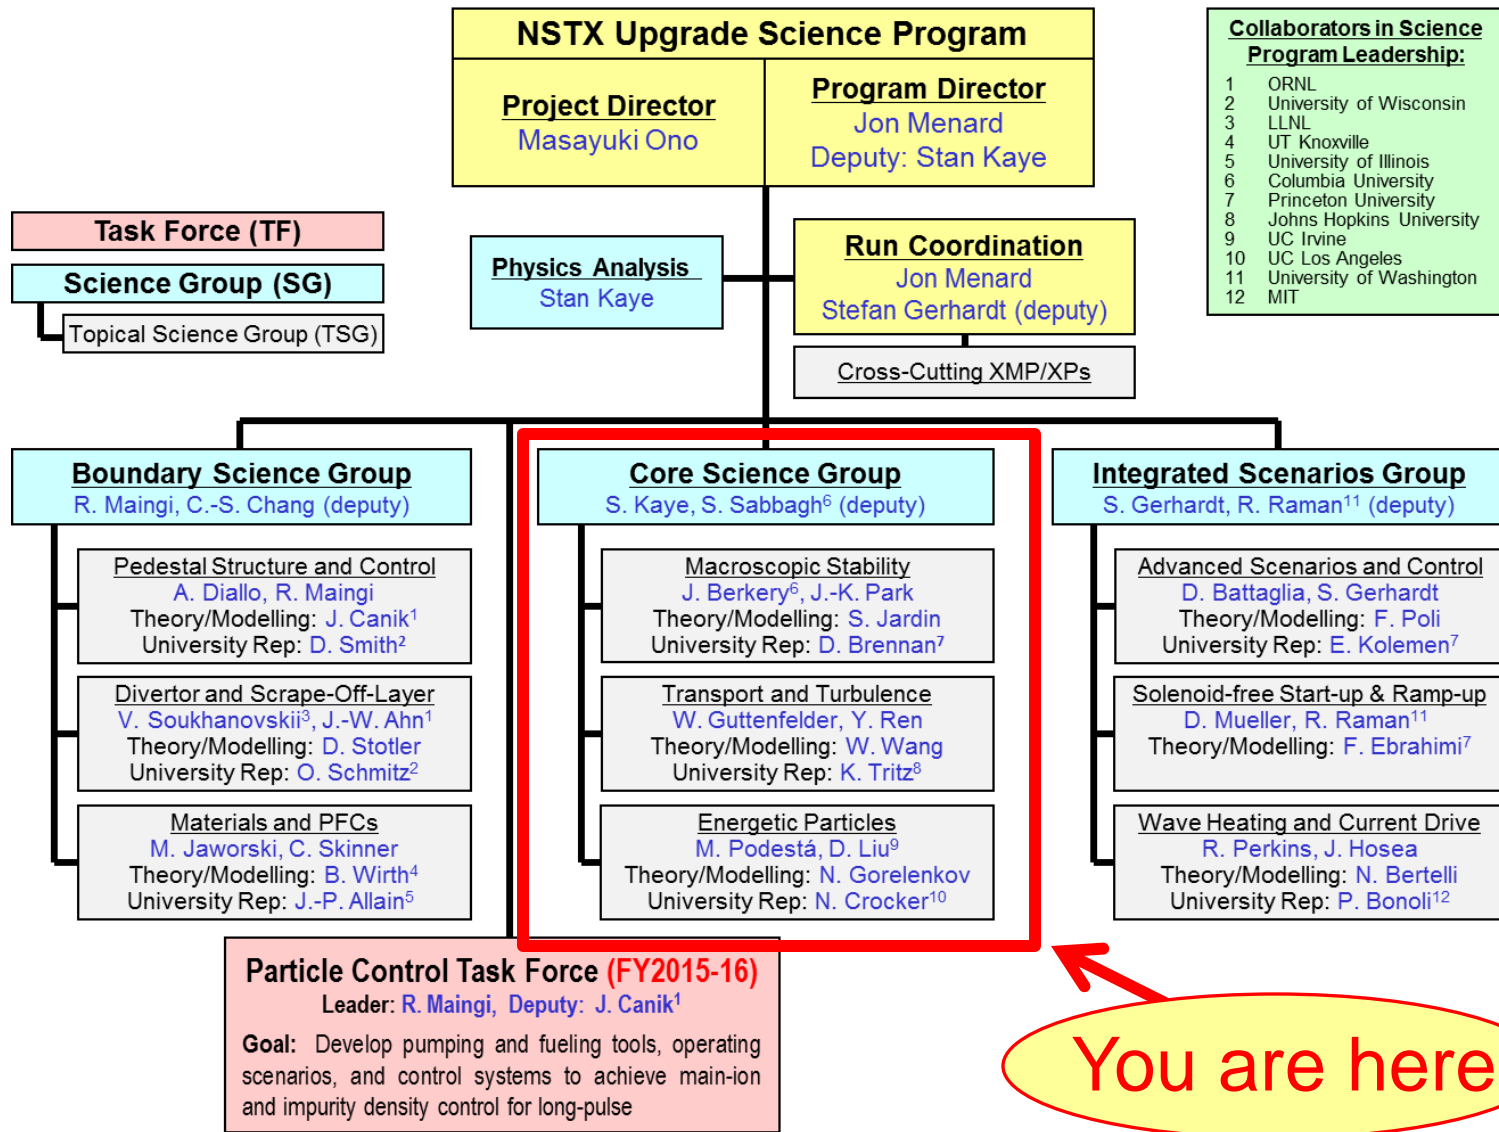 NSTX Upgrade Science Program
Project Director
Masayuki Ono
Program Director
Jon Menard
Deputy: Stan Kaye
Collaborators in Science
Program Leadership:
1 ORNL
2 University of Wisconsin
3 LLNL
4 UT Knoxville
5 University of Illinois
6 Columbia University
7 Princeton University
8 Johns Hopkins University
9 UC Irvine
10 UC Los Angeles
11 University of Washington
12 MIT
Task Force (TF)
Science Group (SG)
Topical Science Group (TSG)
Physics Analysis
Stan Kaye
Run Coordination
Jon Menard
Stefan Gerhardt (deputy)
Cross-Cutting XMP/XPs
Boundary Science Group
R. Maingi, C.-S. Chang (deputy)
Pedestal Structure and Control
A. Diallo, R. Maingi
Theory/Modelling: J. Canik¹
University Rep: D. Smith²
Divertor and Scrape-Off-Layer
V. Soukhanovskii³, J.-W. Ahn¹
Theory/Modelling: D. Stotler
University Rep: O. Schmitz²
Materials and PFCs
M. Jaworski, C. Skinner
Theory/Modelling: B. Wirth⁴
University Rep: J.-P. Allain⁵
Core Science Group
S. Kaye, S. Sabbagh⁶ (deputy)
Macroscopic Stability
J. Berkery⁶, J.-K. Park
Theory/Modelling: S. Jardin
University Rep: D. Brennan⁷
Transport and Turbulence
W. Guttenfelder, Y. Ren
Theory/Modelling: W. Wang
University Rep: K. Tritz⁸
Energetic Particles
M. Podestá, D. Liu⁹
Theory/Modelling: N. Gorelenkov
University Rep: N. Crocker¹⁰
Integrated Scenarios Group
S. Gerhardt, R. Raman¹¹ (deputy)
Advanced Scenarios and Control
D. Battaglia, S. Gerhardt
Theory/Modelling: F. Poli
University Rep: E. Kolemen⁷
Solenoid-free Start-up & Ramp-up
D. Mueller, R. Raman¹¹
Theory/Modelling: F. Ebrahimi⁷
Wave Heating and Current Drive
R. Perkins, J. Hosea
Theory/Modelling: N. Bertelli
University Rep: P. Bonoli¹²
Particle Control Task Force (FY2015-16)
Leader: R. Maingi, Deputy: J. Canik¹
Goal: Develop pumping and fueling tools, operating
scenarios, and control systems to achieve main-ion
and impurity density control for long-pulse
You are here